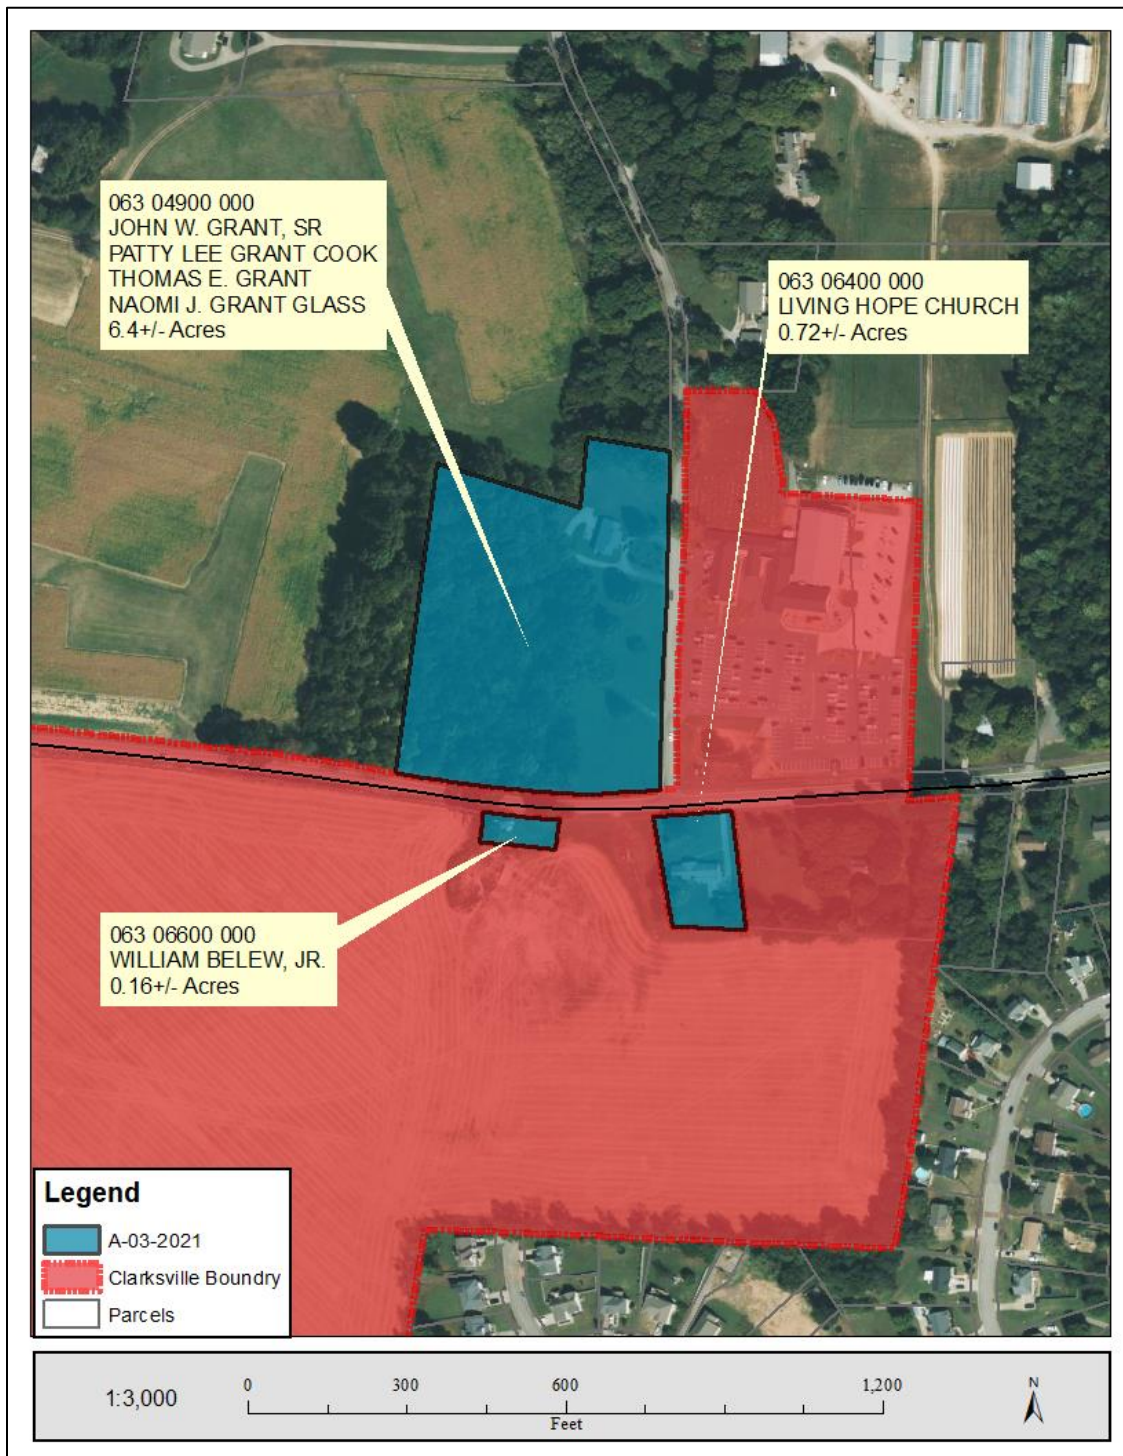 063 04900 000
JOHN W. GRANT, SR
PATTY LEE GRANT COOK
THOMAS E. GRANT
NAOMI J. GRANT GLASS
6.4+/- Acres
063 06400 000
LIVING HOPE CHURCH
0.72+/- Acres
063 06600 000
WILLIAM BELEW, JR.
0.16+/- Acres
Legend
A-03-2021
Clarksville Boundry
Parcels
1:3,000
0 300 600 1,200
Feet
N